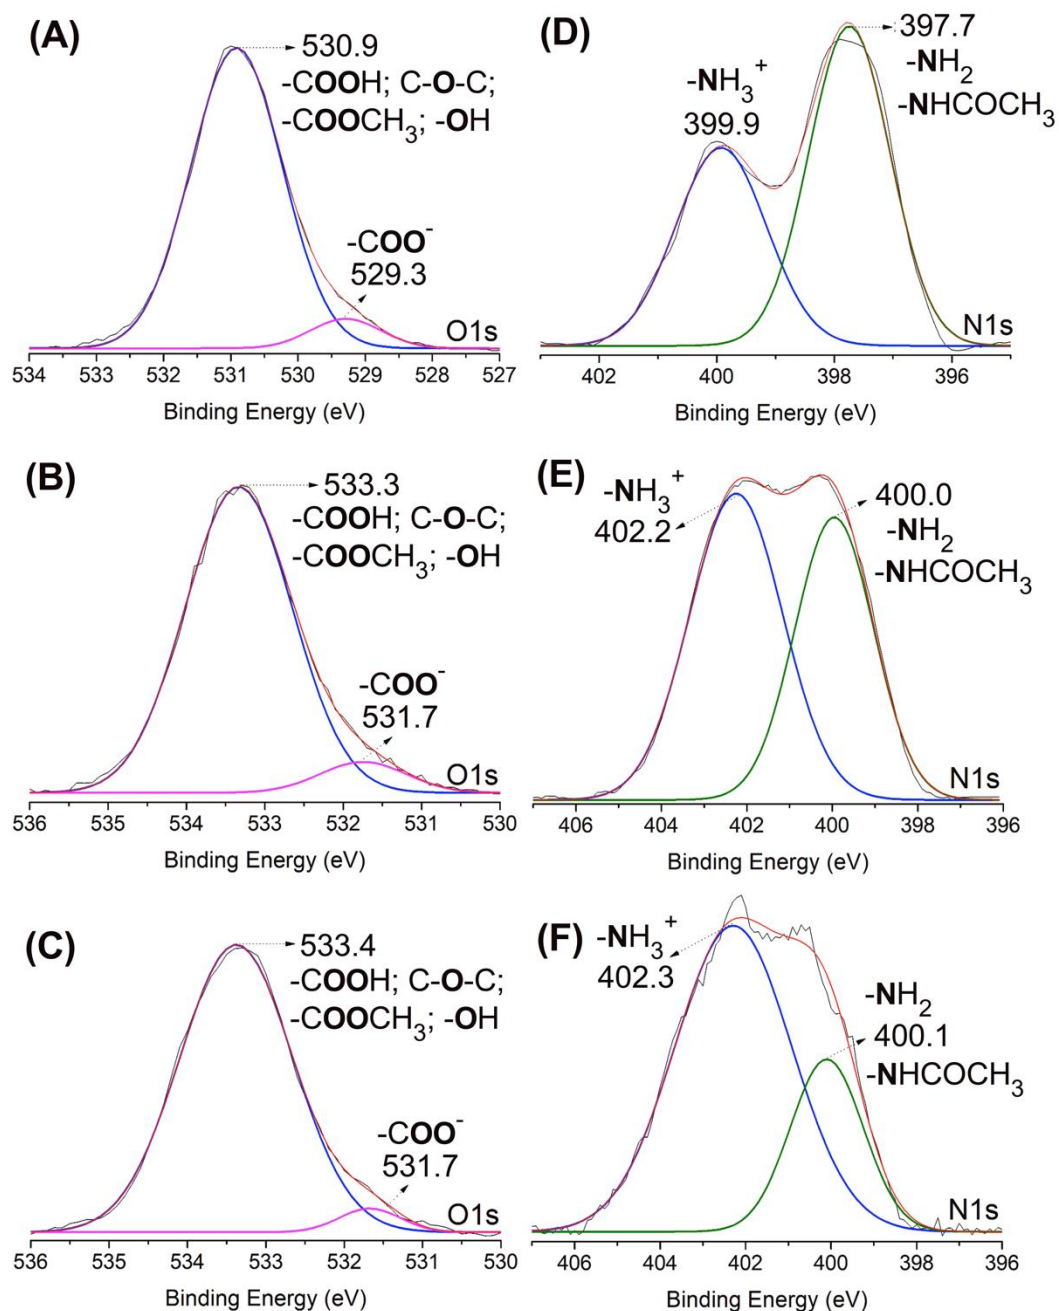 (A)
530.9
-COOH; C-O-C;
-COOCH₃; -OH
-COO⁻
529.3
O1s
534 533 532 531 530 529 528 527
Binding Energy (eV)
(D)
397.7
-NH₂
-NHCOCH₃
-NH₃⁺
399.9
N1s
402 400 398 396
Binding Energy (eV)
(B)
533.3
-COOH; C-O-C;
-COOCH₃; -OH
-COO⁻
531.7
O1s
536 535 534 533 532 531 530
Binding Energy (eV)
(E)
-NH₃⁺
402.2
400.0
-NH₂
-NHCOCH₃
N1s
406 404 402 400 398 396
Binding Energy (eV)
(C)
533.4
-COOH; C-O-C;
-COOCH₃; -OH
-COO⁻
531.7
O1s
536 535 534 533 532 531 530
Binding Energy (eV)
(F)
-NH₃⁺
402.3
-NH₂
400.1
-NHCOCH₃
N1s
406 404 402 400 398 396
Binding Energy (eV)